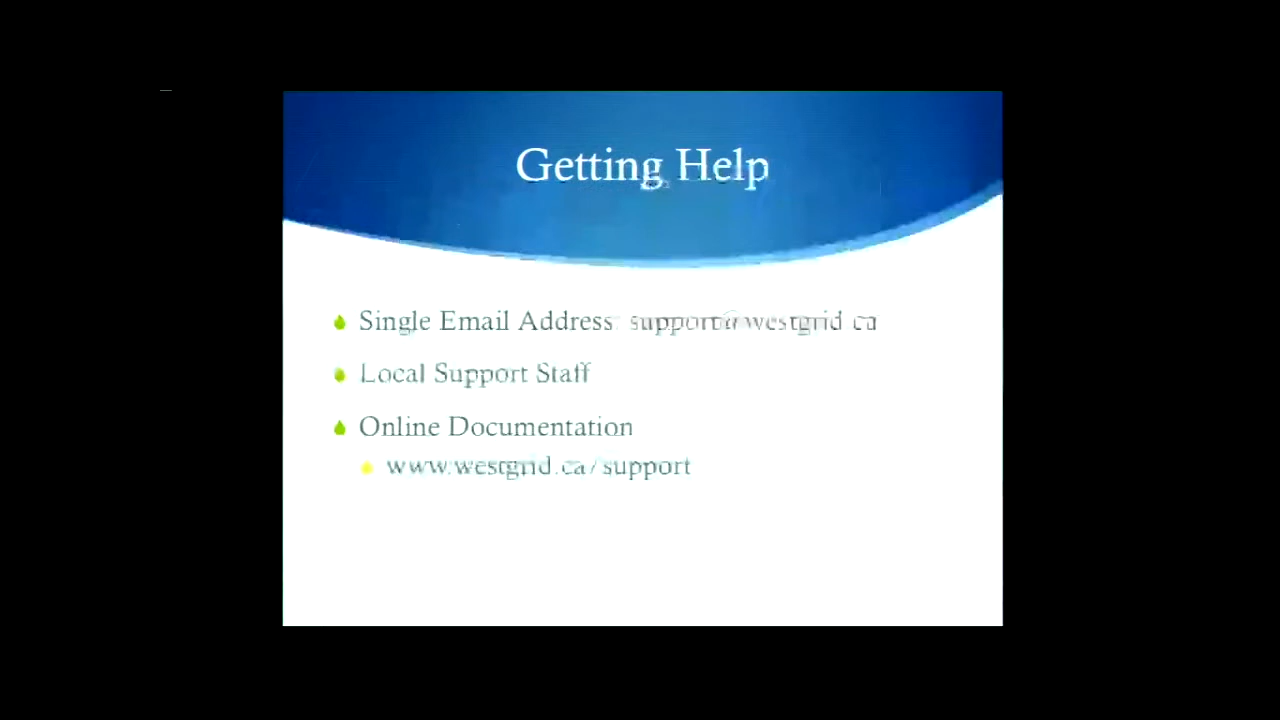 Getting Help
Single Email Address: support@westgrid.ca
Local Support Staff
Online Documentation
www.westgrid.ca/support